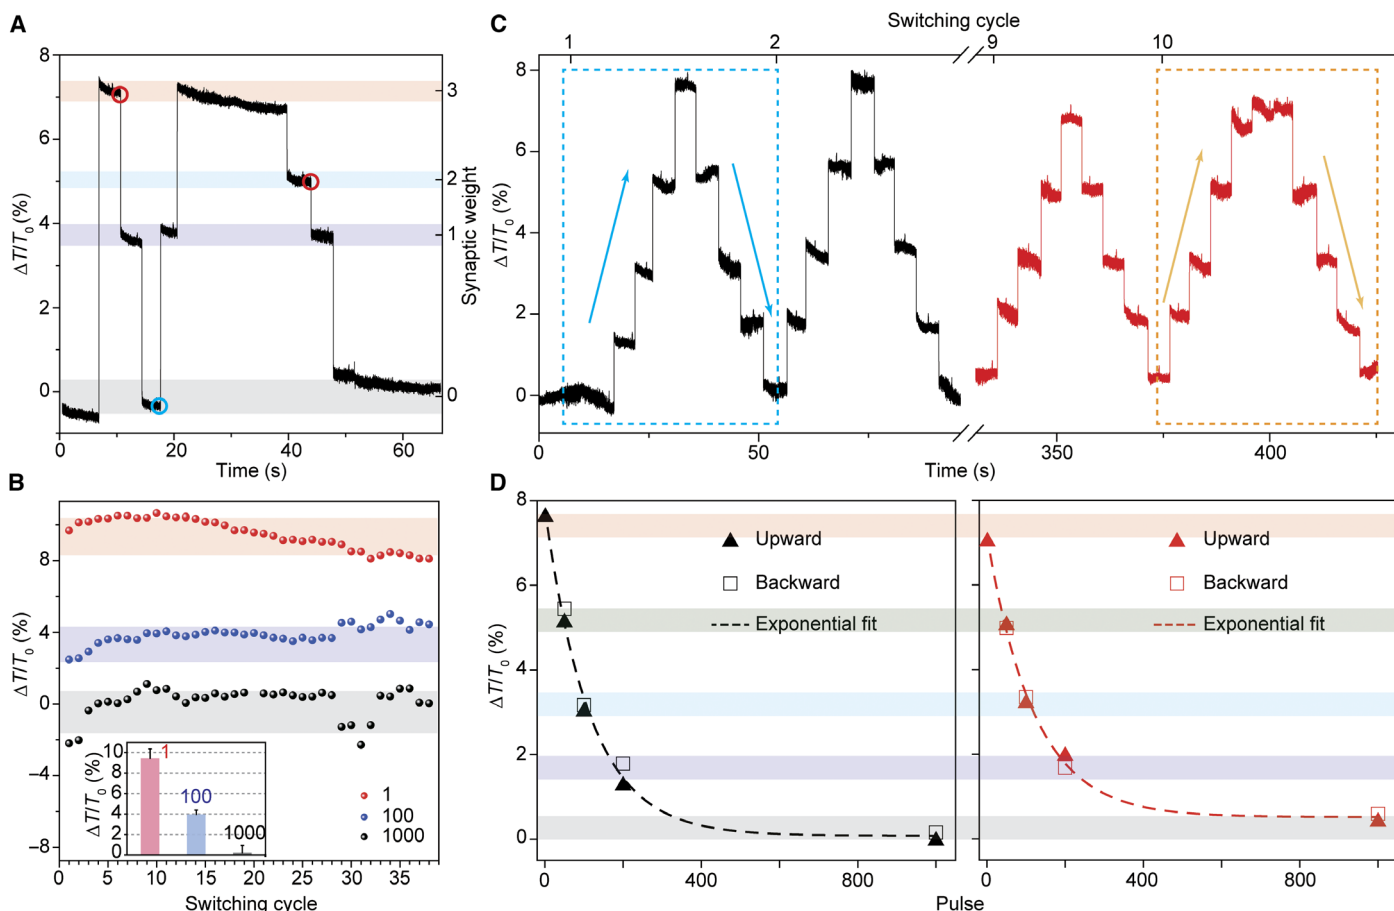 A
ΔT/T0 (%)
8
6
4
2
0
3
2
1
0
Synaptic weight
0
20
40
60
Time (s)
C
Switching cycle
1
2
9
10
ΔT/T0 (%)
8
6
4
2
0
0
50
350
400
Time (s)
B
ΔT/T0 (%)
8
4
0
−4
−8
0
5
10
15
20
25
30
35
Switching cycle
1
100
1000
ΔT/T0 (%)
10
8
6
4
2
0
1
100
1000
D
ΔT/T0 (%)
8
6
4
2
0
Upward
Backward
Exponential fit
0
400
800
Upward
Backward
Exponential fit
0
400
800
Pulse